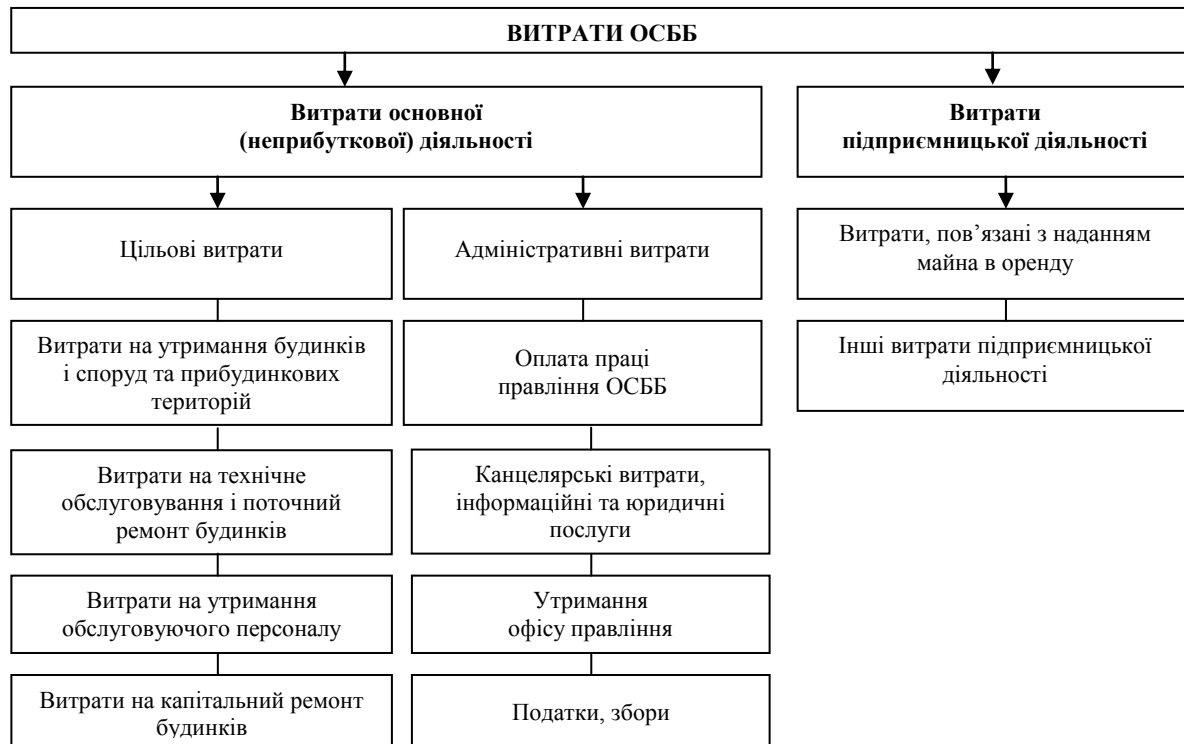 ВИТРАТИ ОСББ
Витрати основної
(неприбуткової) діяльності
Витрати
підприємницької діяльності
Цільові витрати
Адміністративні витрати
Витрати, пов’язані з наданням
майна в оренду
Витрати на утримання будинків
і споруд та прибудинкових
територій
Оплата праці
правління ОСББ
Інші витрати підприємницької
діяльності
Витрати на технічне
обслуговування і поточний
ремонт будинків
Канцелярські витрати,
інформаційні та юридичні
послуги
Витрати на утримання
обслуговуючого персоналу
Утримання
офісу правління
Витрати на капітальний ремонт
будинків
Податки, збори